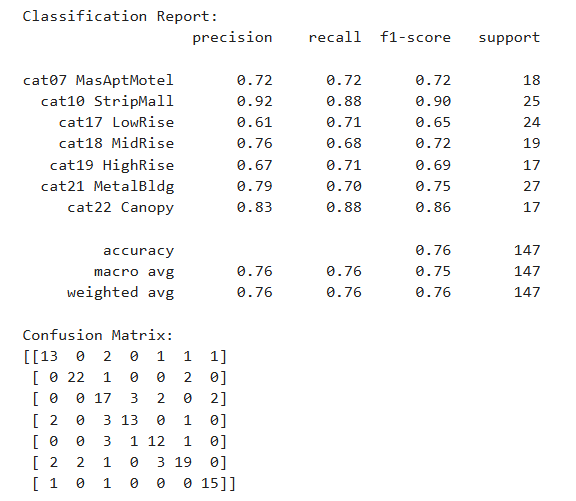 Classification Report:
precision recall f1-score support
cat07 MasAptMotel 0.72 0.72 0.72 18
cat10 StripMall 0.92 0.88 0.90 25
cat17 LowRise 0.61 0.71 0.65 24
cat18 MidRise 0.76 0.68 0.72 19
cat19 HighRise 0.67 0.71 0.69 17
cat21 MetalBldg 0.79 0.70 0.75 27
cat22 Canopy 0.83 0.88 0.86 17
accuracy 0.76 147
macro avg 0.76 0.76 0.75 147
weighted avg 0.76 0.76 0.76 147
Confusion Matrix:
[[13 0 2 0 1 1 1]
[ 0 22 1 0 0 2 0]
[ 0 0 17 3 2 0 2]
[ 2 0 3 13 0 1 0]
[ 0 0 3 1 12 1 0]
[ 2 2 1 0 3 19 0]
[ 1 0 1 0 0 0 15]]